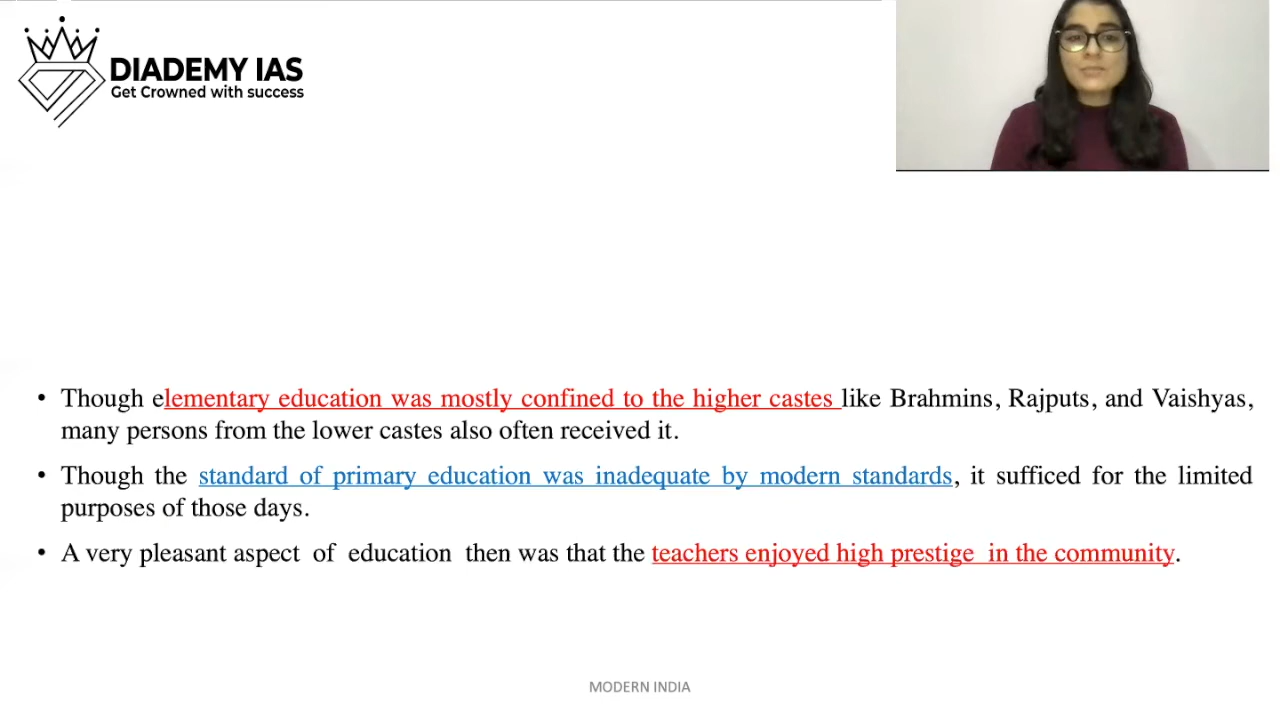 DIADEMY IAS
Get Crowned with success
• Though elementary education was mostly confined to the higher castes like Brahmins, Rajputs, and Vaishyas,
many persons from the lower castes also often received it.
• Though the standard of primary education was inadequate by modern standards, it sufficed for the limited
purposes of those days.
• A very pleasant aspect of education then was that the teachers enjoyed high prestige in the community.
MODERN INDIA